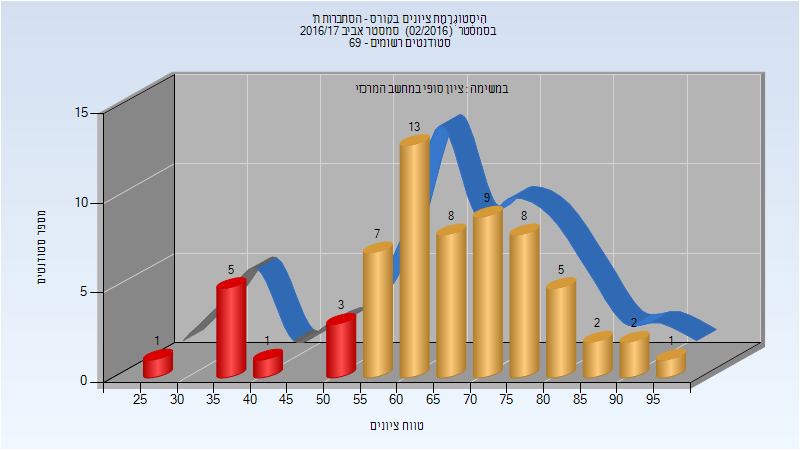 היסטוגרמת ציונים בקורס - הסתברות ת'
בסמסטר (02/2016) סמסטר אביב 2016/17
סטודנטים רשומים - 69
במשימה : ציון סופי במחשב המרכזי
מספר סטודנטים
15
10
5
0
1
5
1
3
7
13
8
9
8
5
2
2
1
25 30 35 40 45 50 55 60 65 70 75 80 85 90 95
טווח ציונים